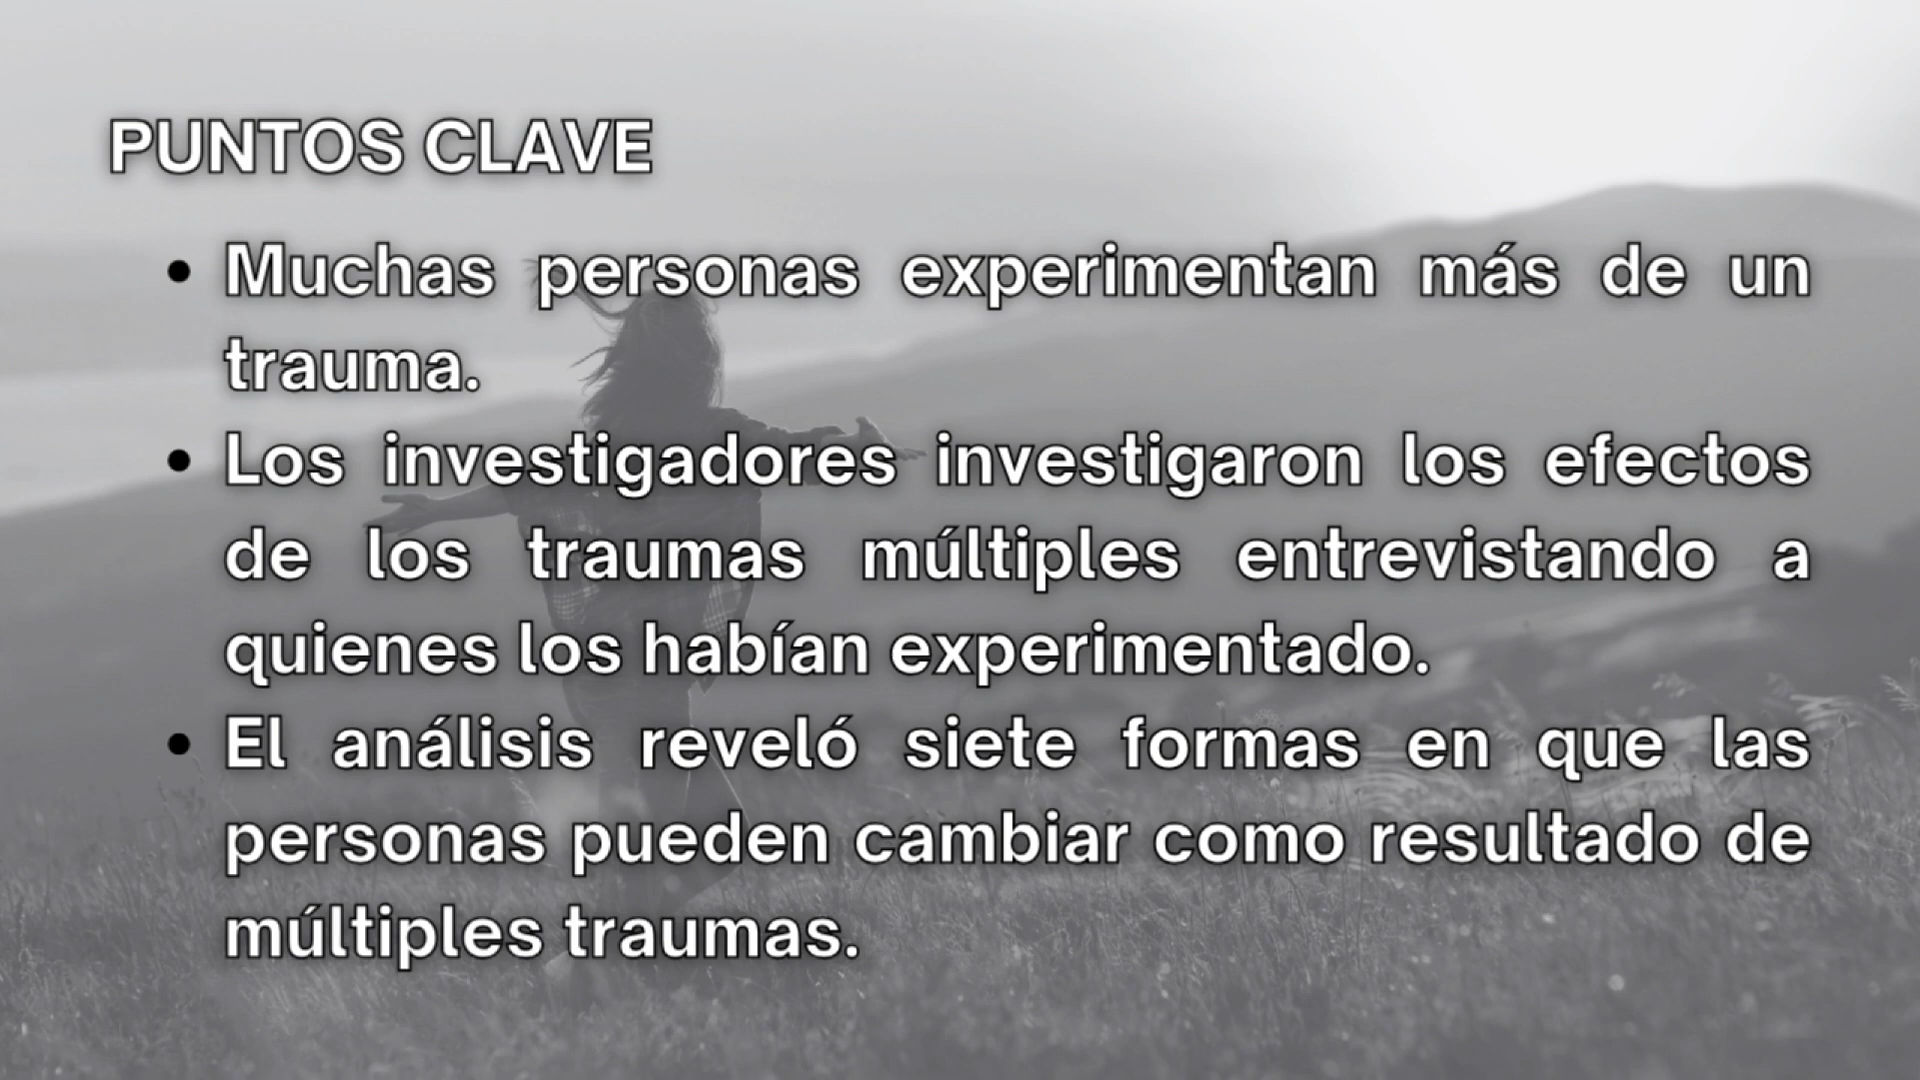 PUNTOS CLAVE
• Muchas personas experimentan más de un
trauma.
• Los investigadores investigaron los efectos
de los traumas múltiples entrevistando a
quienes los habían experimentado.
• El análisis reveló siete formas en que las
personas pueden cambiar como resultado de
múltiples traumas.